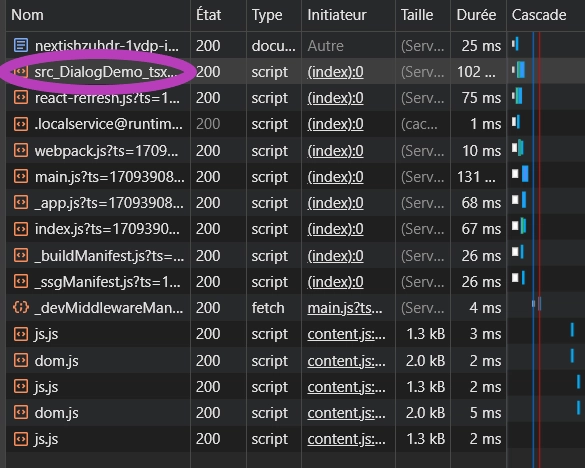 Nom État Type Initiateur Taille Durée Cascade
nextjszuhdr-1vdp-i... 200 docu... Autre (Serv... 25 ms
src_DialogDemo_tsx... 200 script (index):0 (Serv... 102 ...
react-refresh.js?ts=1... 200 script (index):0 (Serv... 75 ms
.localservice@runtim... 200 script (index):0 (cac... 1 ms
webpack.js?ts=1709... 200 script (index):0 (Serv... 10 ms
main.js?ts=17093908... 200 script (index):0 (Serv... 131 ...
_app.js?ts=17093908... 200 script (index):0 (Serv... 68 ms
index.js?ts=1709390... 200 script (index):0 (Serv... 67 ms
_buildManifest.js?ts... 200 script (index):0 (Serv... 26 ms
_ssgManifest.js?ts=1... 200 script (index):0 (Serv... 26 ms
_devMiddlewareMan... 200 fetch main.js?ts... (Serv... 4 ms
js.js 200 script content.js:... 1.3 kB 3 ms
dom.js 200 script content.js:... 2.0 kB 2 ms
js.js 200 script content.js:... 1.3 kB 2 ms
dom.js 200 script content.js:... 2.0 kB 5 ms
js.js 200 script content.js:... 1.3 kB 2 ms